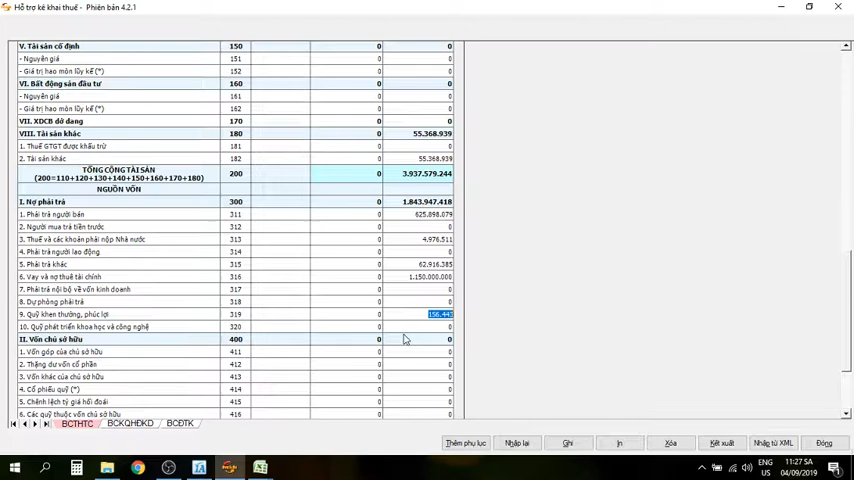 Hỗ trợ kê khai thuế - Phiên bản 4.2.1
V. Tài sản cố định 150 0 0
- Nguyên giá 151 0 0
- Giá trị hao mòn lũy kế (*) 152 0 0
VI. Bất động sản đầu tư 160 0 0
- Nguyên giá 161 0 0
- Giá trị hao mòn lũy kế (*) 162 0 0
VII. XDCB dở dang 170 0 0
VIII. Tài sản khác 180 0 55.368.939
1. Thuế GTGT được khấu trừ 181 0 0
2. Tài sản khác 182 0 55.368.939
TỔNG CỘNG TÀI SẢN
(200=110+120+130+140+150+160+170+180) 200 0 3.937.579.244
NGUỒN VỐN
I. Nợ phải trả 300 0 1.843.947.418
1. Phải trả người bán 311 0 625.898.079
2. Người mua trả tiền trước 312 0 0
3. Thuế và các khoản phải nộp Nhà nước 313 0 4.976.511
4. Phải trả người lao động 314 0 0
5. Phải trả khác 315 0 62.916.385
6. Vay và nợ thuê tài chính 316 0 1.150.000.000
7. Phải trả nội bộ về vốn kinh doanh 317 0 0
8. Dự phòng phải trả 318 0 0
9. Quỹ khen thưởng, phúc lợi 319 0 156.443
10. Quỹ phát triển khoa học và công nghệ 320 0 0
II. Vốn chủ sở hữu 400 0 0
1. Vốn góp của chủ sở hữu 411 0 0
2. Thặng dư vốn cổ phần 412 0 0
3. Vốn khác của chủ sở hữu 413 0 0
4. Cổ phiếu quỹ (*) 414 0 0
5. Chênh lệch tỷ giá hối đoái 415 0 0
6. Các quỹ thuộc vốn chủ sở hữu 416 0 0
BCTHTC BCKQHĐKD BCĐTK
Thêm phụ lục Nhập lại Ghi In Xóa Kết xuất Nhập từ XML Đóng
ENG 11:27 SA
US 04/09/2019